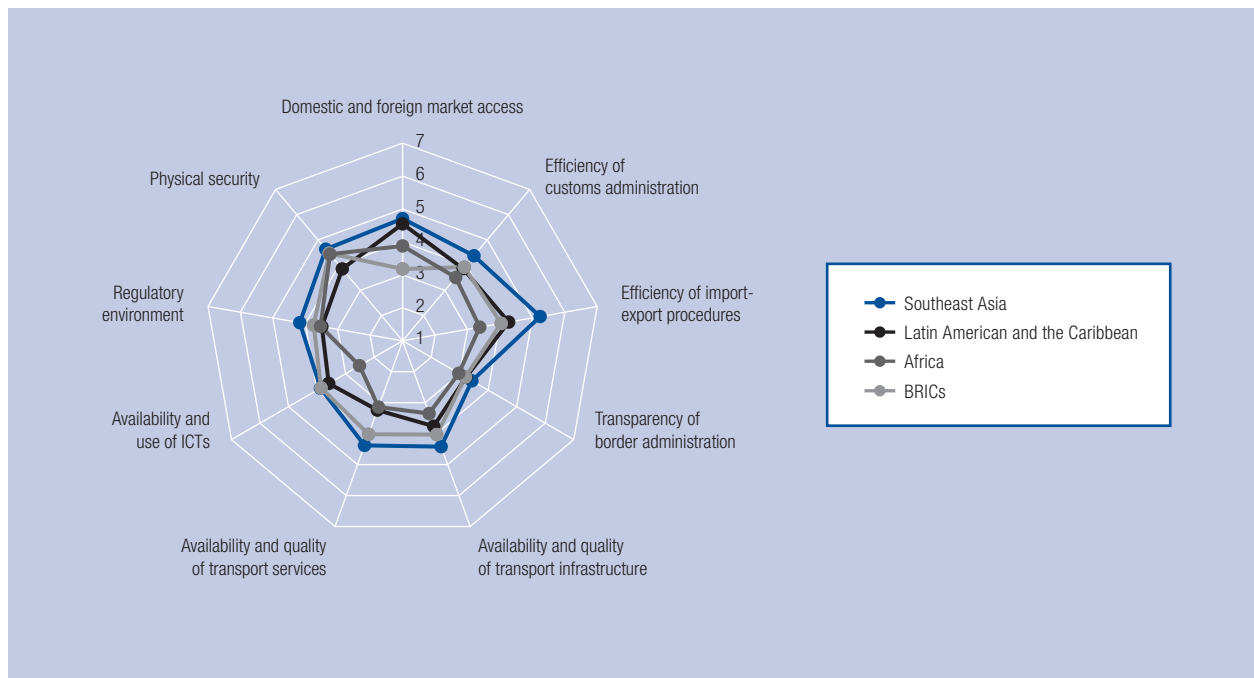 Domestic and foreign market access
7
Efficiency of
customs administration
Physical security
6
5
4
3
2
1
Regulatory
environment
Efficiency of import-
export procedures
Southeast Asia
Latin American and the Caribbean
Africa
BRICs
Availability and
use of ICTs
Transparency of
border administration
Availability and quality
of transport services
Availability and quality
of transport infrastructure